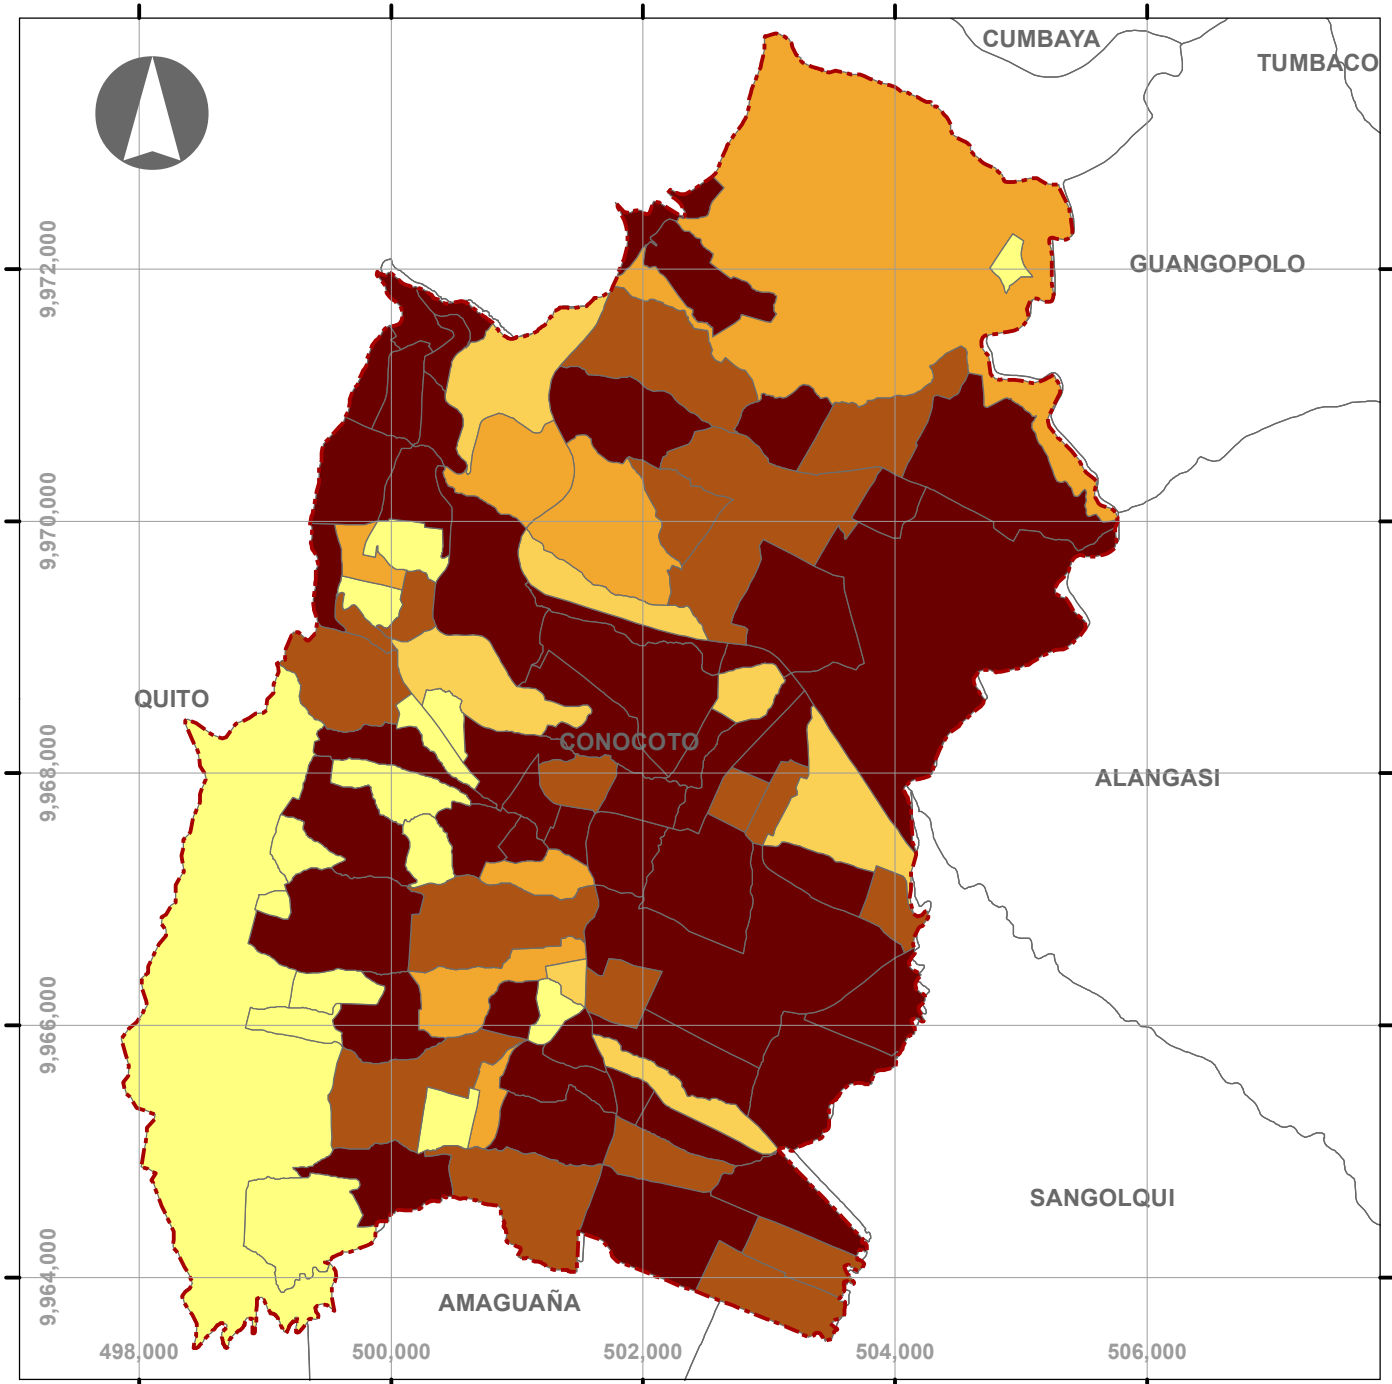 CUMBAYA
TUMBACO
9,972,000
GUANGOPOLO
9,970,000
QUITO
9,968,000
CONOCOTO
ALANGASI
9,966,000
SANGOLQUI
9,964,000
AMAGUAÑA
498,000
500,000
502,000
504,000
506,000